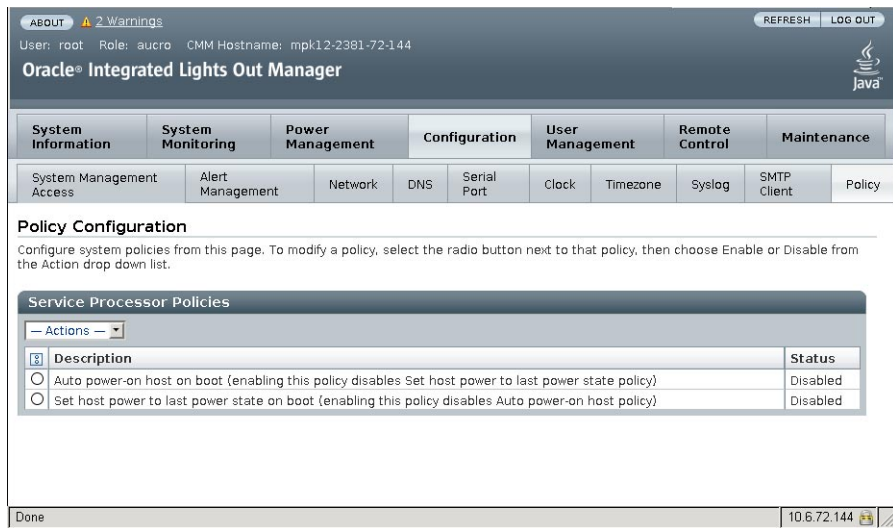 ABOUT 2 Warnings REFRESH LOG OUT
User: root Role: aucro CMM Hostname: mpk12-2381-72-144
Oracle® Integrated Lights Out Manager
Java™
System Information System Monitoring Power Management Configuration User Management Remote Control Maintenance
System Management Access Alert Management Network DNS Serial Port Clock Timezone Syslog SMTP Client Policy
Policy Configuration
Configure system policies from this page. To modify a policy, select the radio button next to that policy, then choose Enable or Disable from
the Action drop down list.
Service Processor Policies
— Actions —
Description Status
Auto power-on host on boot (enabling this policy disables Set host power to last power state policy) Disabled
Set host power to last power state on boot (enabling this policy disables Auto power-on host policy) Disabled
Done 10.6.72.144